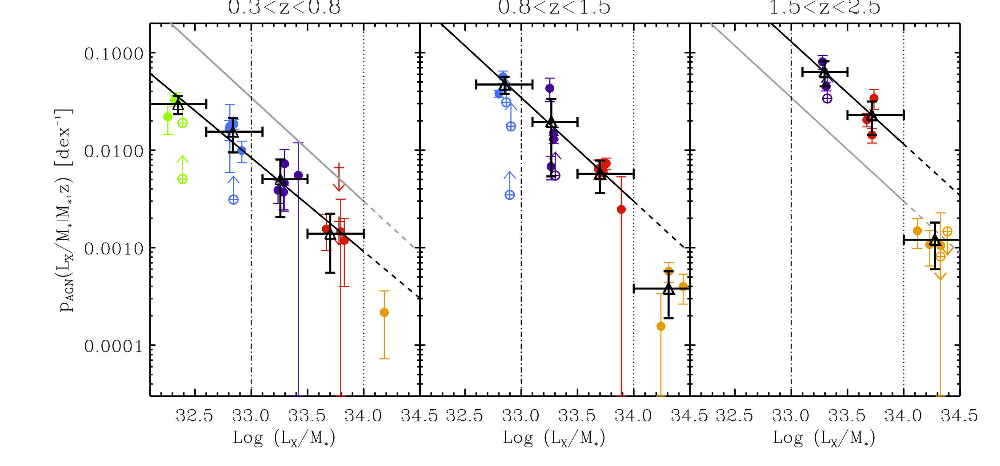 0.3<z<0.8 0.8<z<1.5 1.5<z<2.5
0.1000
0.0100
0.0010
0.0001
p_AGN(L_X/M_*|M_*,z) [dex^-1]
32.5 33.0 33.5 34.0 34.5 32.5 33.0 33.5 34.0 34.5 32.5 33.0 33.5 34.0 34.5
Log (L_X/M_*) Log (L_X/M_*) Log (L_X/M_*)